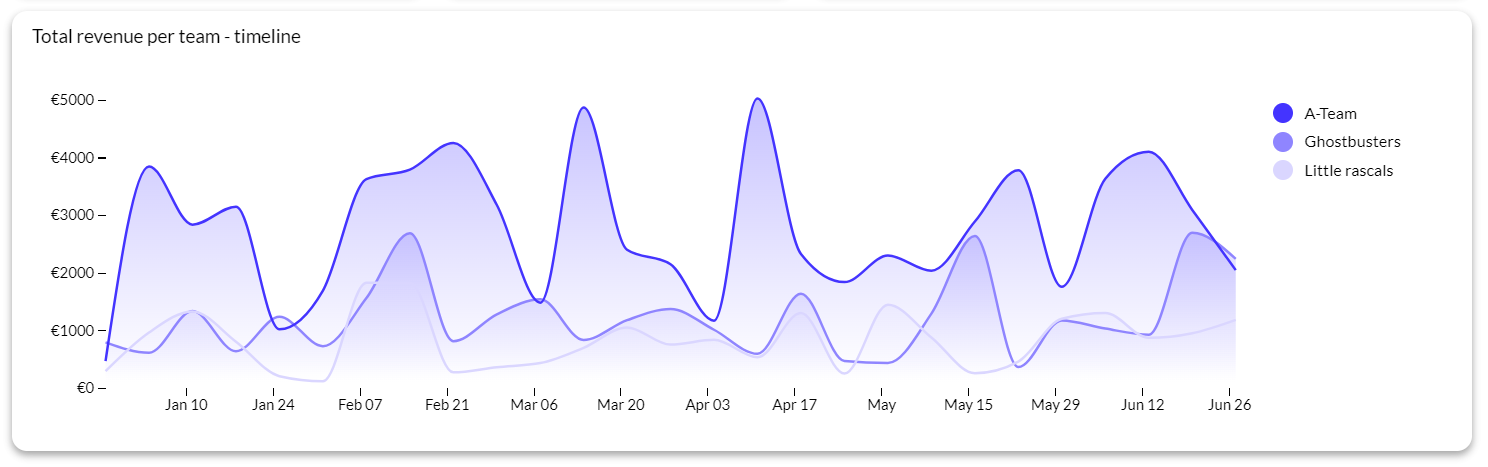 Total revenue per team - timeline
€5000
€4000
€3000
€2000
€1000
€0
Jan 10
Jan 24
Feb 07
Feb 21
Mar 06
Mar 20
Apr 03
Apr 17
May
May 15
May 29
Jun 12
Jun 26
A-Team
Ghostbusters
Little rascals